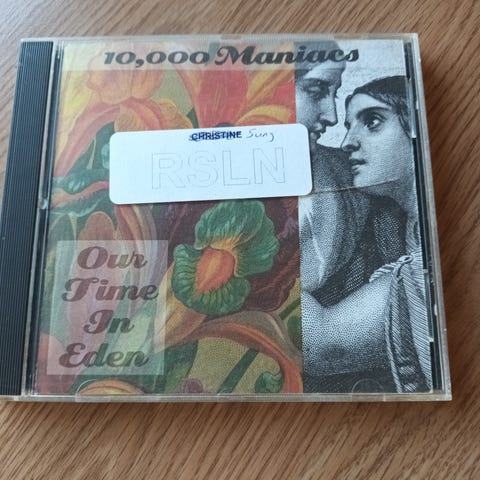 10,000 Maniacs
CHRISTINE Sung
RSLN
Our
Time
In
Eden